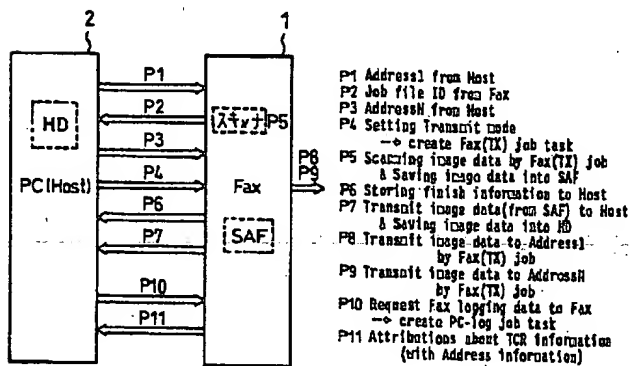 2
1
P1
P2
P3
P4
P6
P7
P10
P11
HD
PC(Host)
スキャナ P5
Fax
SAF
P8
P9
P1 Address1 from Host
P2 Job file ID from Fax
P3 AddressN from Host
P4 Setting Transmit mode
→ create Fax(TX) job task
P5 Scanning image data by Fax(TX) job
& Saving image data into SAF
P6 Storing finish information to Host
P7 Transmit image data(from SAF) to Host
& Saving image data into HD
P8 Transmit image data to Address1
by Fax(TX) job
P9 Transmit image data to AddressN
by Fax(TX) job
P10 Request Fax logging data to Fax
→ create PC-log job task
P11 Attributions about TCR information
(with Address information)